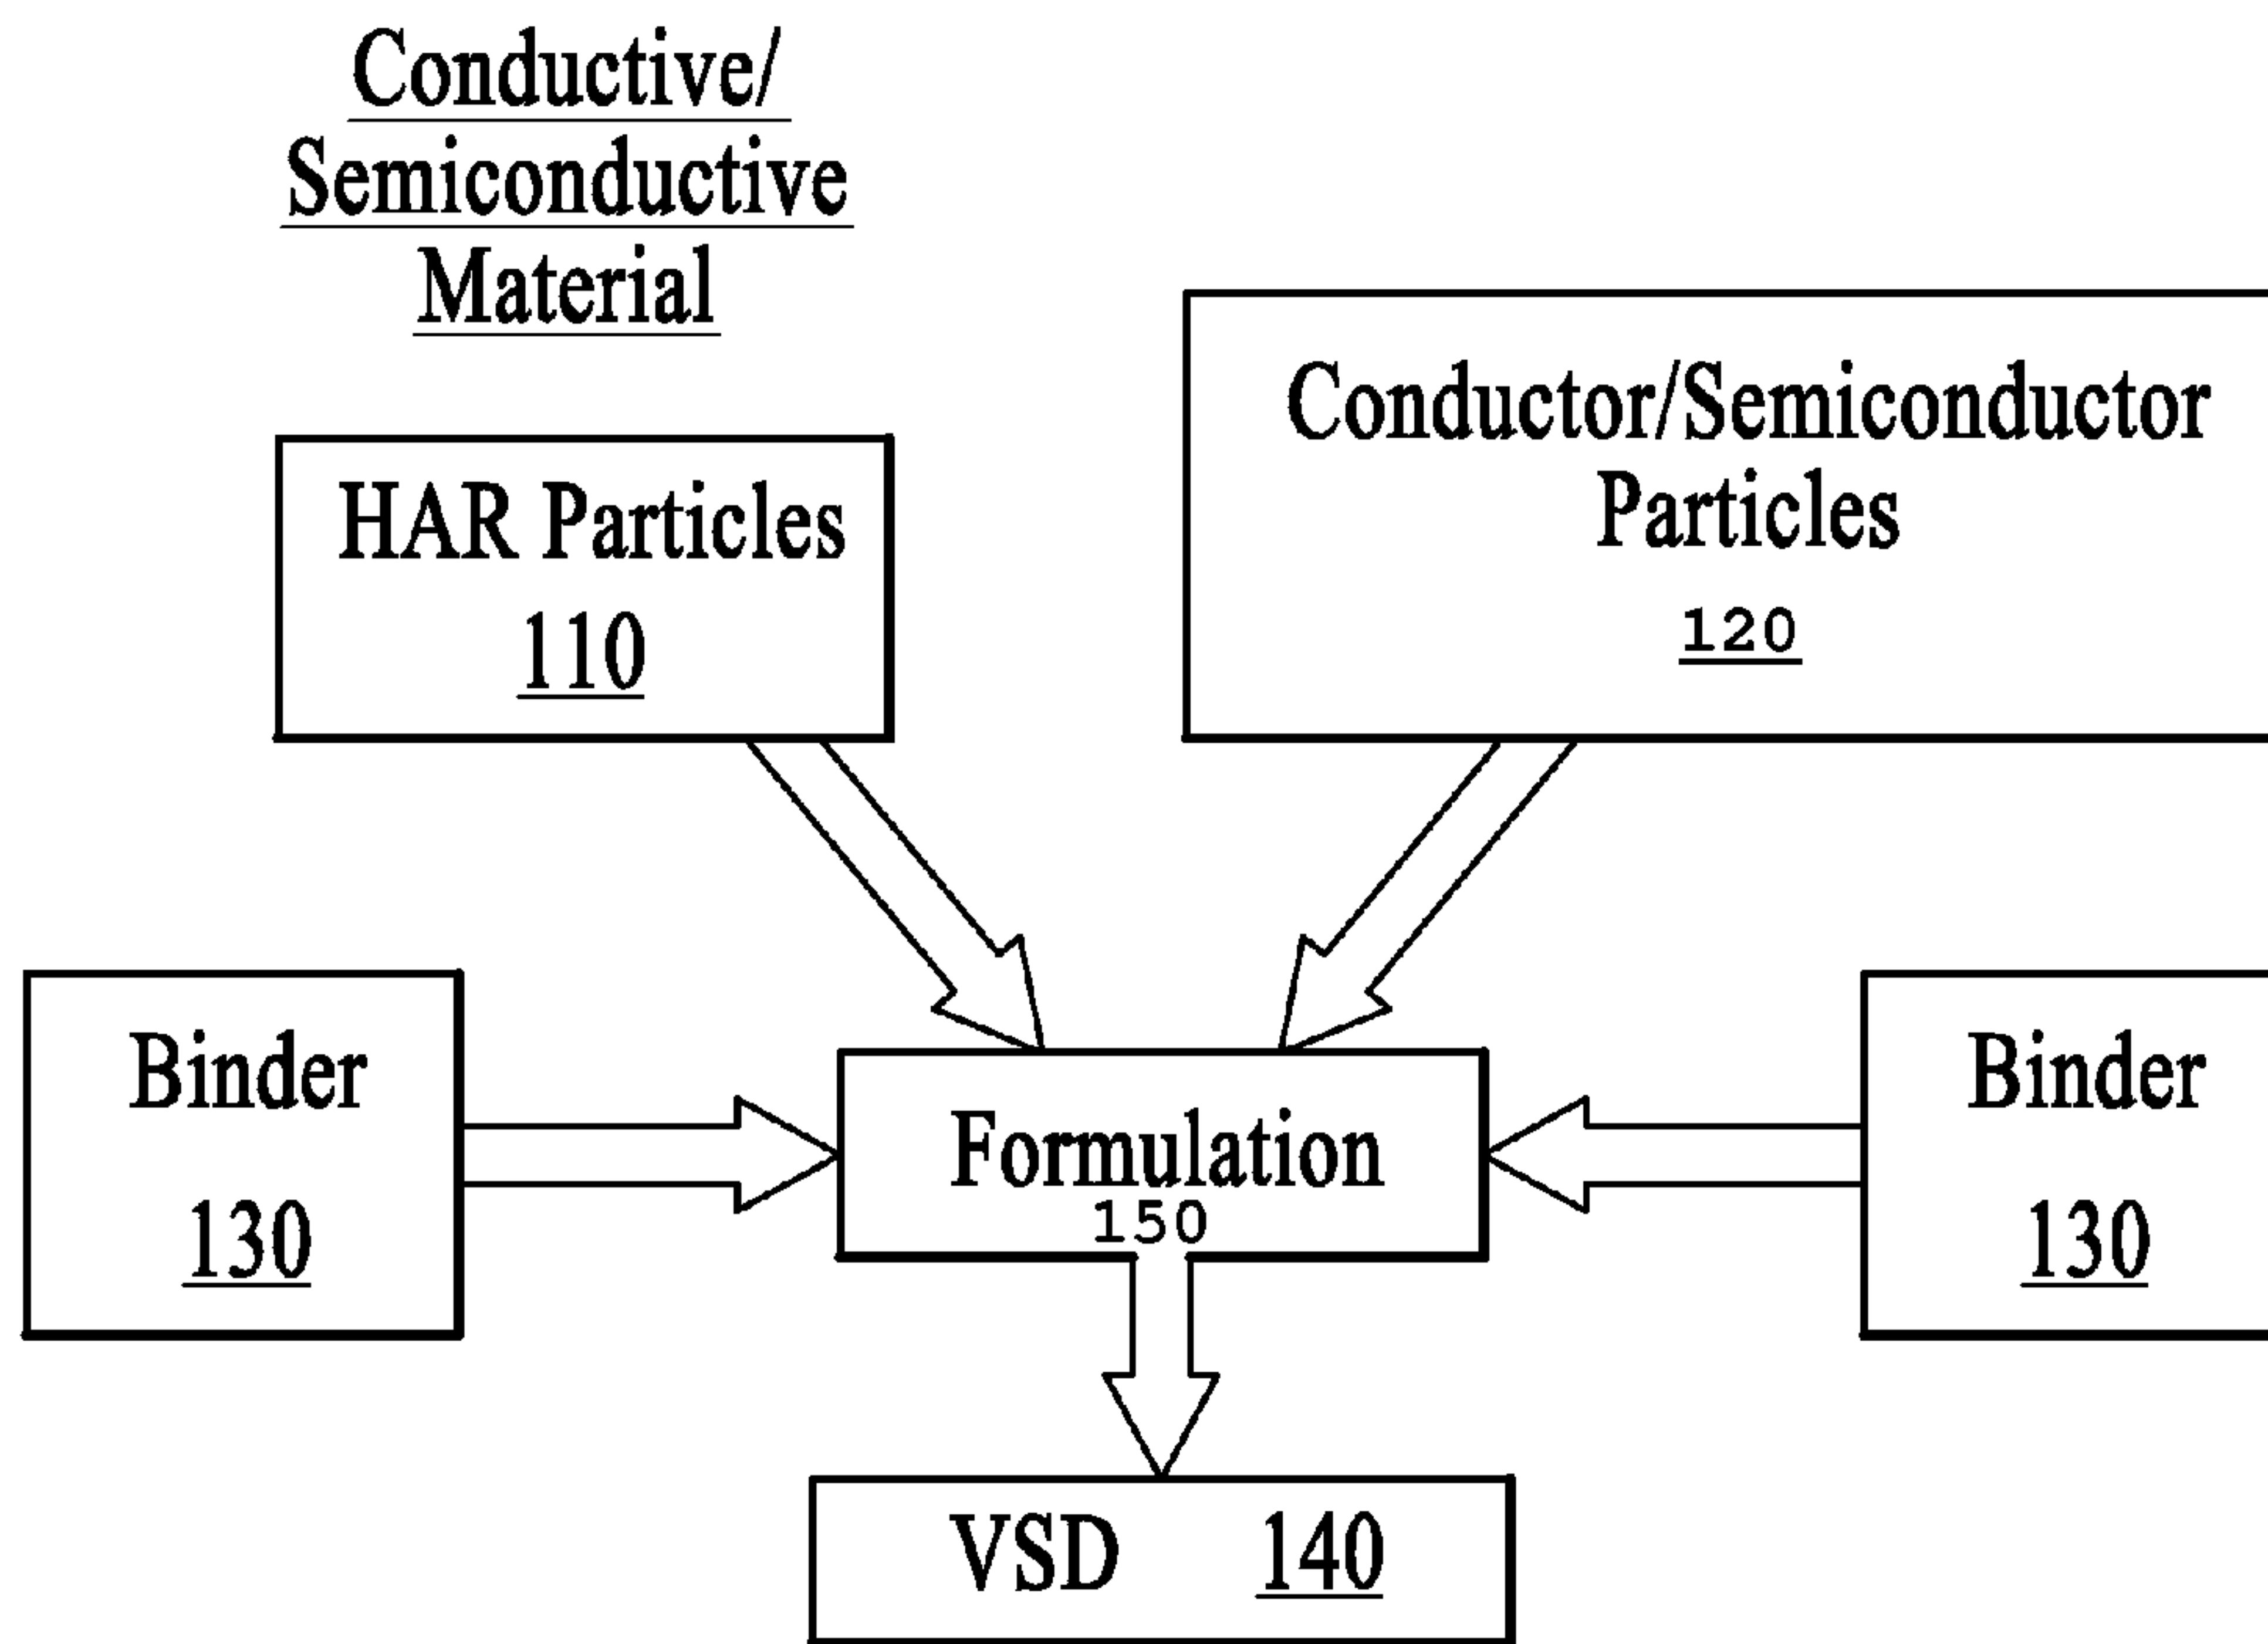 Conductive/
Semiconductive
Material
HAR Particles
110
Conductor/Semiconductor
Particles
120
Binder
130
Formulation
150
Binder
130
VSD 140